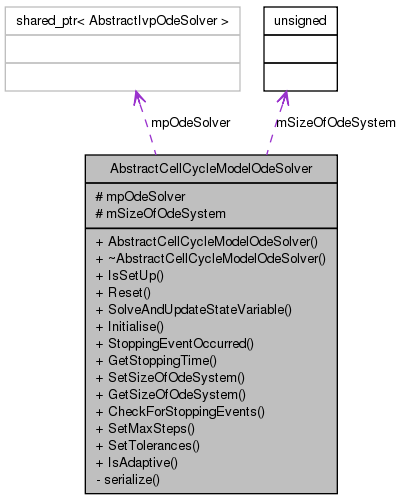 shared_ptr< AbstractIvpOdeSolver >
unsigned
mpOdeSolver
mSizeOfOdeSystem
AbstractCellCycleModelOdeSolver
# mpOdeSolver
# mSizeOfOdeSystem
+ AbstractCellCycleModelOdeSolver()
+ ~AbstractCellCycleModelOdeSolver()
+ IsSetUp()
+ Reset()
+ SolveAndUpdateStateVariable()
+ Initialise()
+ StoppingEventOccurred()
+ GetStoppingTime()
+ SetSizeOfOdeSystem()
+ GetSizeOfOdeSystem()
+ CheckForStoppingEvents()
+ SetMaxSteps()
+ SetTolerances()
+ IsAdaptive()
- serialize()